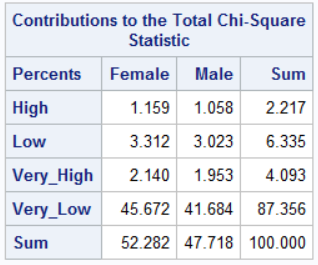 Contributions to the Total Chi-Square
Statistic
Percents Female Male Sum
High 1.159 1.058 2.217
Low 3.312 3.023 6.335
Very_High 2.140 1.953 4.093
Very_Low 45.672 41.684 87.356
Sum 52.282 47.718 100.000